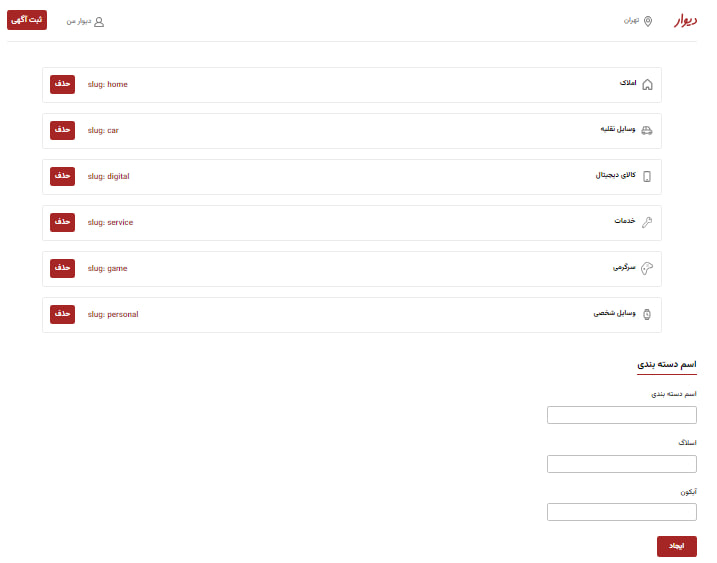 دیوار
تهران
دیوار من
ثبت آگهی
املاک
slug: home
حذف
وسایل نقلیه
slug: car
حذف
کالای دیجیتال
slug: digital
حذف
خدمات
slug: service
حذف
سرگرمی
slug: game
حذف
وسایل شخصی
slug: personal
حذف
اسم دسته بندی
اسم دسته بندی
اسلاگ
آیکون
ایجاد